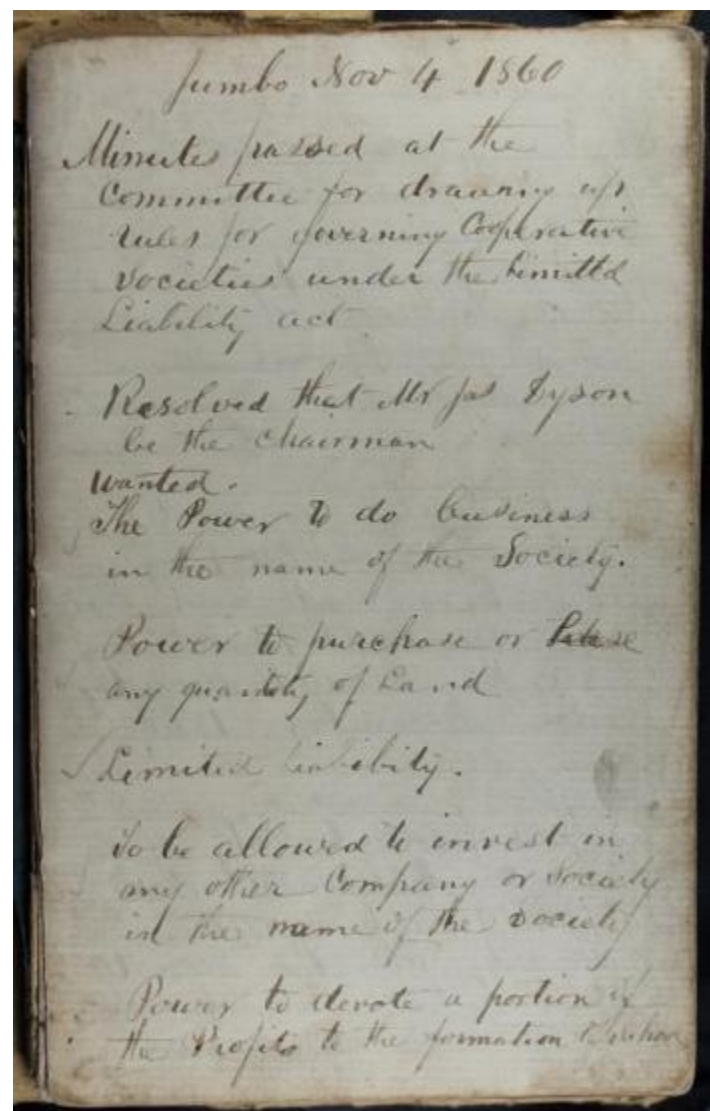 Jumbo Nov 4 1860
Minutes passed at the
Committee for drawing up
rules for governing Cooperative
Societies under the Limittd
Liability act
Resolved that Mr Jas Dyson
be the chairman
wanted.
The Power to do business
in the name of the Society.
Power to purchase or
any quantity of Land
Limited Liability.
To be allowed to invest in
any other Company or Society
in the name of the Society
Power to devote a portion of
the Profits to the formation